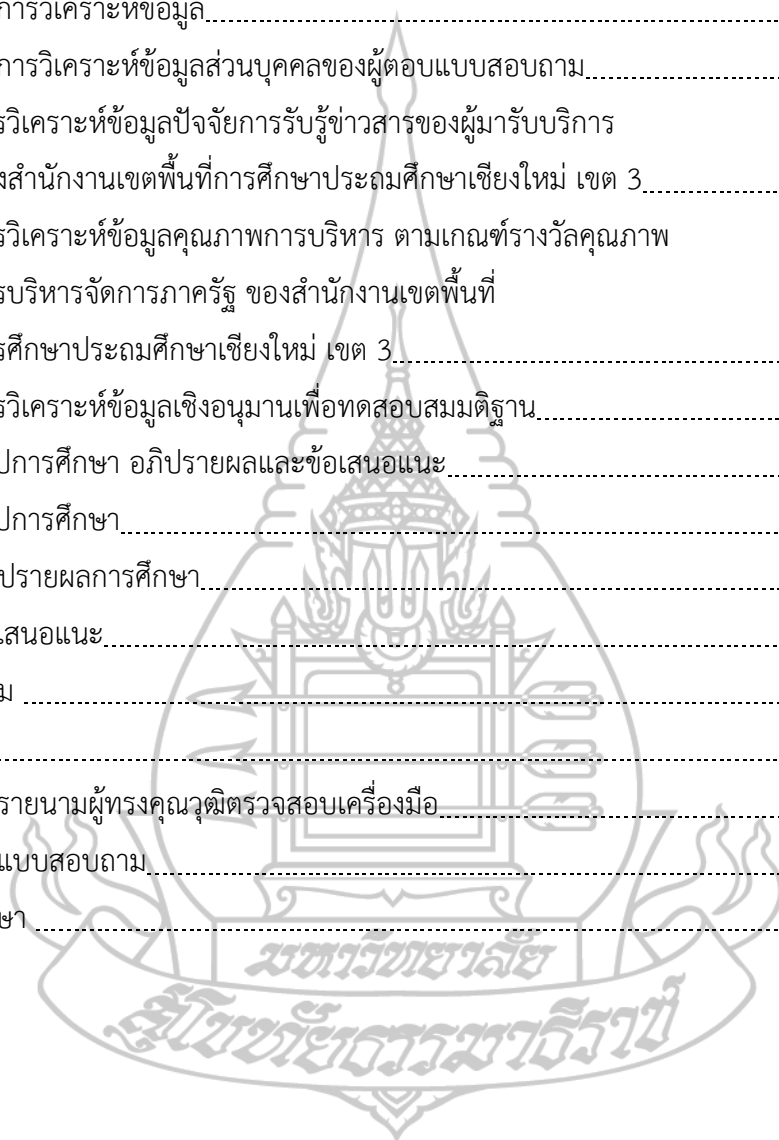 การวิเคราะห์ข้อมูล
การวิเคราะห์ข้อมูลส่วนบุคคลของผู้ตอบแบบสอบถาม
รวิเคราะห์ข้อมูลปัจจัยการรับรู้ข่าวสารของผู้มารับบริการ
งสำนักงานเขตพื้นที่การศึกษาประถมศึกษาเชียงใหม่ เขต 3
รวิเคราะห์ข้อมูลคุณภาพการบริหาร ตามเกณฑ์รางวัลคุณภาพ
รบริหารจัดการภาครัฐ ของสำนักงานเขตพื้นที่
รศึกษาประถมศึกษาเชียงใหม่ เขต 3
รวิเคราะห์ข้อมูลเชิงอนุมานเพื่อทดสอบสมมติฐาน
ปการศึกษา อภิปรายผลและข้อเสนอแนะ
ปการศึกษา
ปรายผลการศึกษา
เสนอแนะ
ม
รายนามผู้ทรงคุณวุฒิตรวจสอบเครื่องมือ
แบบสอบถาม
ษา
มหาวิทยาลัย
สุโขทัยธรรมาธิราช